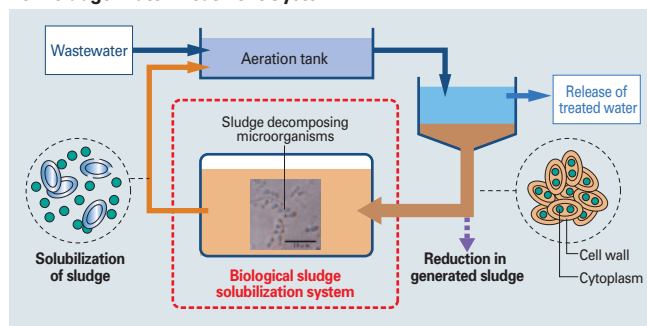 Wastewater
Aeration tank
Release of
treated water
Sludge decomposing
microorganisms
Solubilization
of sludge
Biological sludge
solubilization system
Reduction in
generated sludge
Cell wall
Cytoplasm